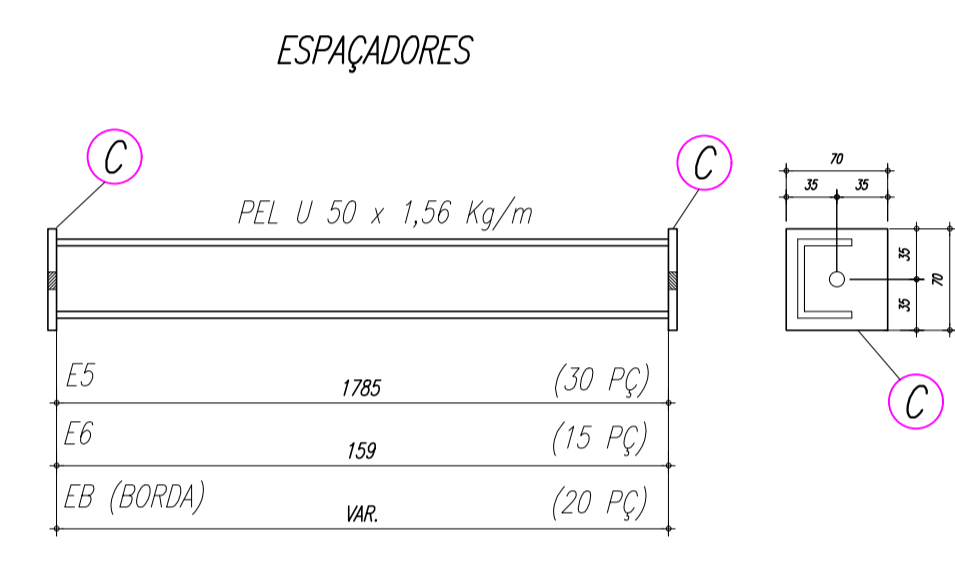 ESPAÇADORES
C
C
PEL U 50 x 1,56 Kg/m
70
35 35
35
70
35
C
E5 1785 (30 PÇ)
E6 159 (15 PÇ)
EB (BORDA) VAR. (20 PÇ)